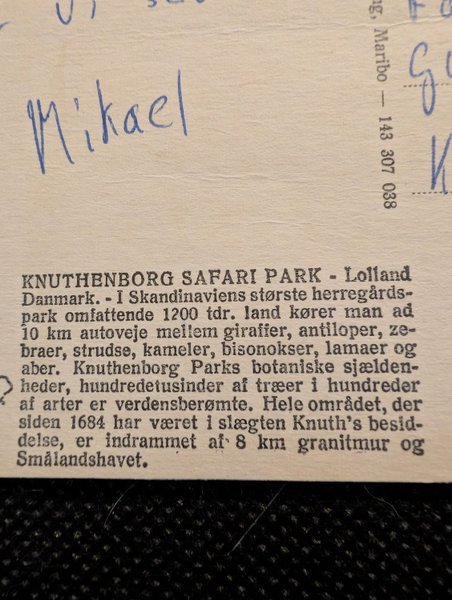 Mikael
ng, Maribo — 143 307 038
KNUTHENBORG SAFARI PARK - Lolland
Danmark. - I Skandinaviens største herregårds-
park omfattende 1200 tdr. land kører man ad
10 km autoveje mellem giraffer, antiloper, ze-
braer, strudse, kameler, bisonokser, lamaer og
aber. Knuthenborg Parks botaniske sjælden-
heder, hundredetusinder af træer i hundreder
af arter er verdensberømte. Hele området, der
siden 1684 har været i slægten Knuth's besid-
delse, er indrammet af 8 km granitmur og
Smålandshavet.